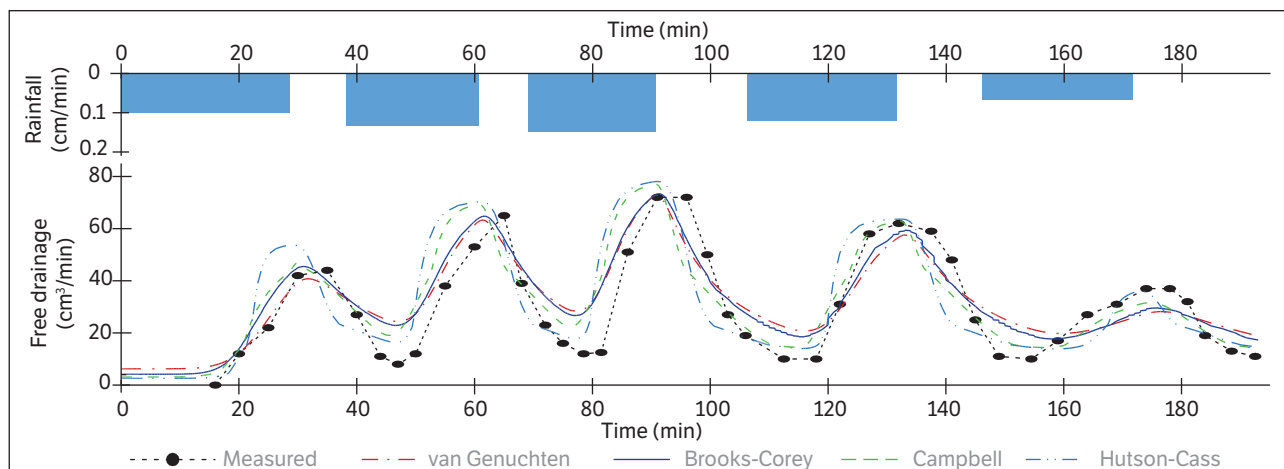 Time (min)
0 20 40 60 80 100 120 140 160 180
Rainfall
(cm/min)
0
0.1
0.2
Free drainage
(cm³/min)
80
60
40
20
0
0 20 40 60 80 100 120 140 160 180
Time (min)
Measured van Genuchten Brooks-Corey Campbell Hutson-Cass